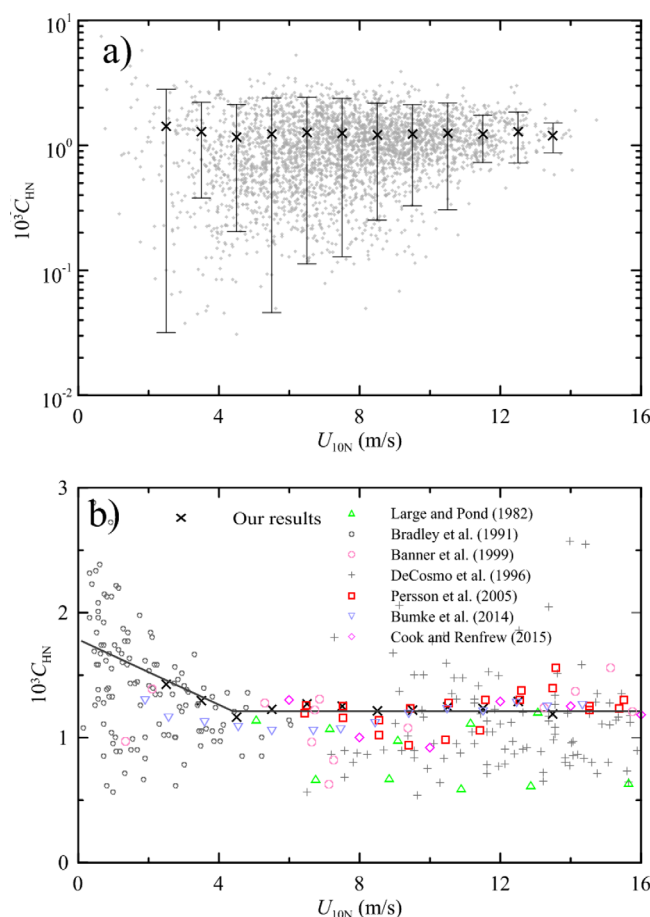 a)
10¹
10⁰
10⁻¹
10⁻²
10³C_HN
0 4 8 12 16
U_10N (m/s)
b)
× Our results
Large and Pond (1982)
Bradley et al. (1991)
Banner et al. (1999)
DeCosmo et al. (1996)
Persson et al. (2005)
Bumke et al. (2014)
Cook and Renfrew (2015)
3
2
1
0
10³C_HN
0 4 8 12 16
U_10N (m/s)